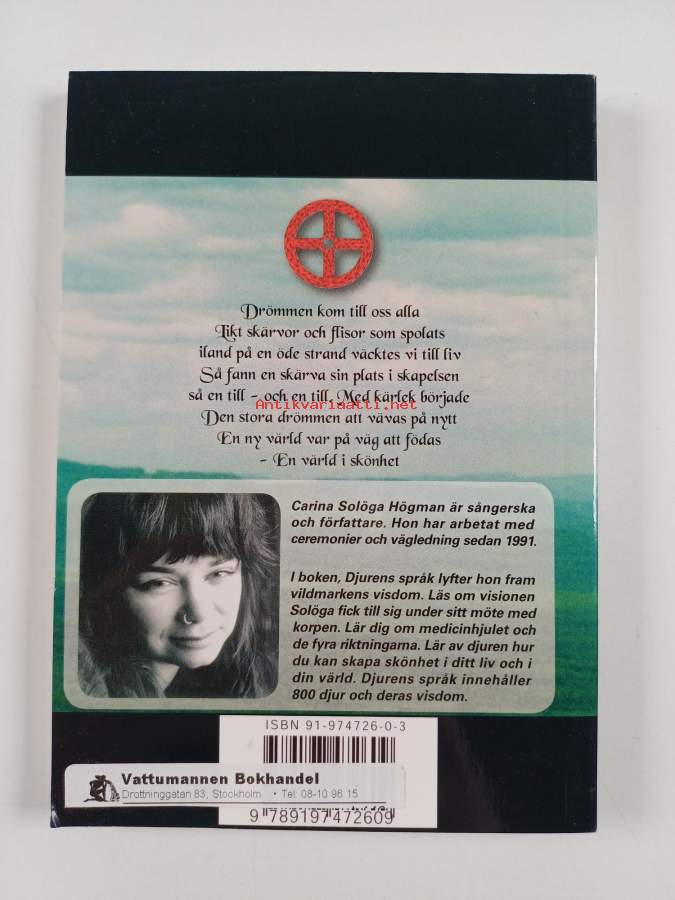 Drömmen kom till oss alla
Likt skärvor och flisor som spolats
iland på en öde strand väcktes vi till liv
Så fann en skärva sin plats i skapelsen
så en till – och en till. Med kärlek började
Antikvariaatti.net
Den stora drömmen att vävas på nytt
En ny värld var på väg att födas
– En värld i skönhet
Carina Solöga Högman är sångerska
och författare. Hon har arbetat med
ceremonier och vägledning sedan 1991.
I boken, Djurens språk lyfter hon fram
vildmarkens visdom. Läs om visionen
Solöga fick till sig under sitt möte med
korpen. Lär dig om medicinhjulet och
de fyra riktningarna. Lär av djuren hur
du kan skapa skönhet i ditt liv och i
din värld. Djurens språk innehåller
800 djur och deras visdom.
ISBN 91-974726-0-3
Vattumannen Bokhandel
Drottninggatan 83, Stockholm • Tel: 08-10 96 15
9 789197 472609